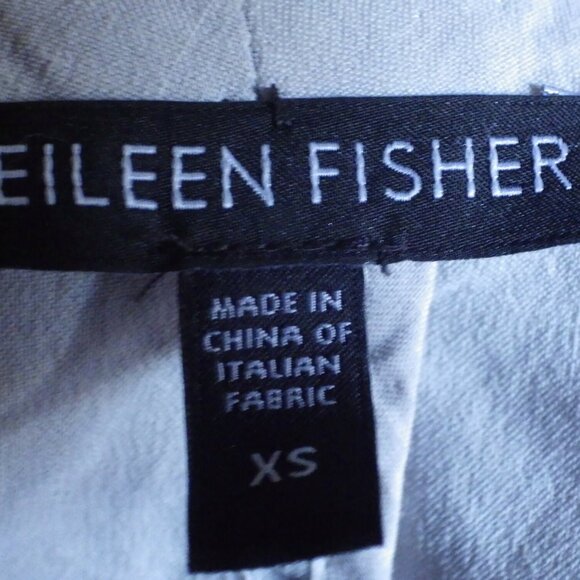 EILEEN FISHER
MADE IN
CHINA OF
ITALIAN
FABRIC
XS